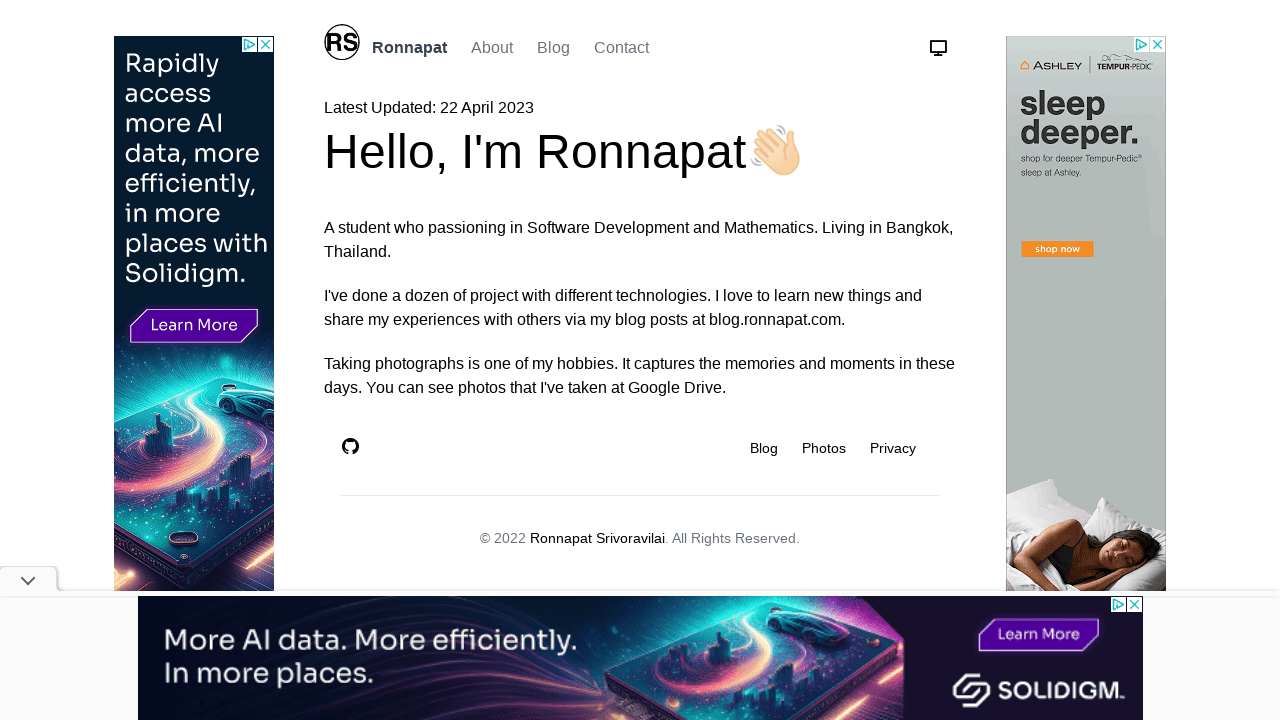 RS
Ronnapat About Blog Contact
Latest Updated: 22 April 2023
Hello, I'm Ronnapat👋🏻
A student who passioning in Software Development and Mathematics. Living in Bangkok,
Thailand.
I've done a dozen of project with different technologies. I love to learn new things and
share my experiences with others via my blog posts at blog.ronnapat.com.
Taking photographs is one of my hobbies. It captures the memories and moments in these
days. You can see photos that I've taken at Google Drive.
Blog Photos Privacy
© 2022 Ronnapat Srivoravilai. All Rights Reserved.
Rapidly
access
more AI
data, more
efficiently,
in more
places with
Solidigm.
Learn More
ASHLEY TEMPUR-PEDIC
sleep
deeper.
shop for deeper Tempur-Pedic®
sleep at Ashley.
shop now
More AI data. More efficiently.
In more places.
Learn More
SOLIDIGM™